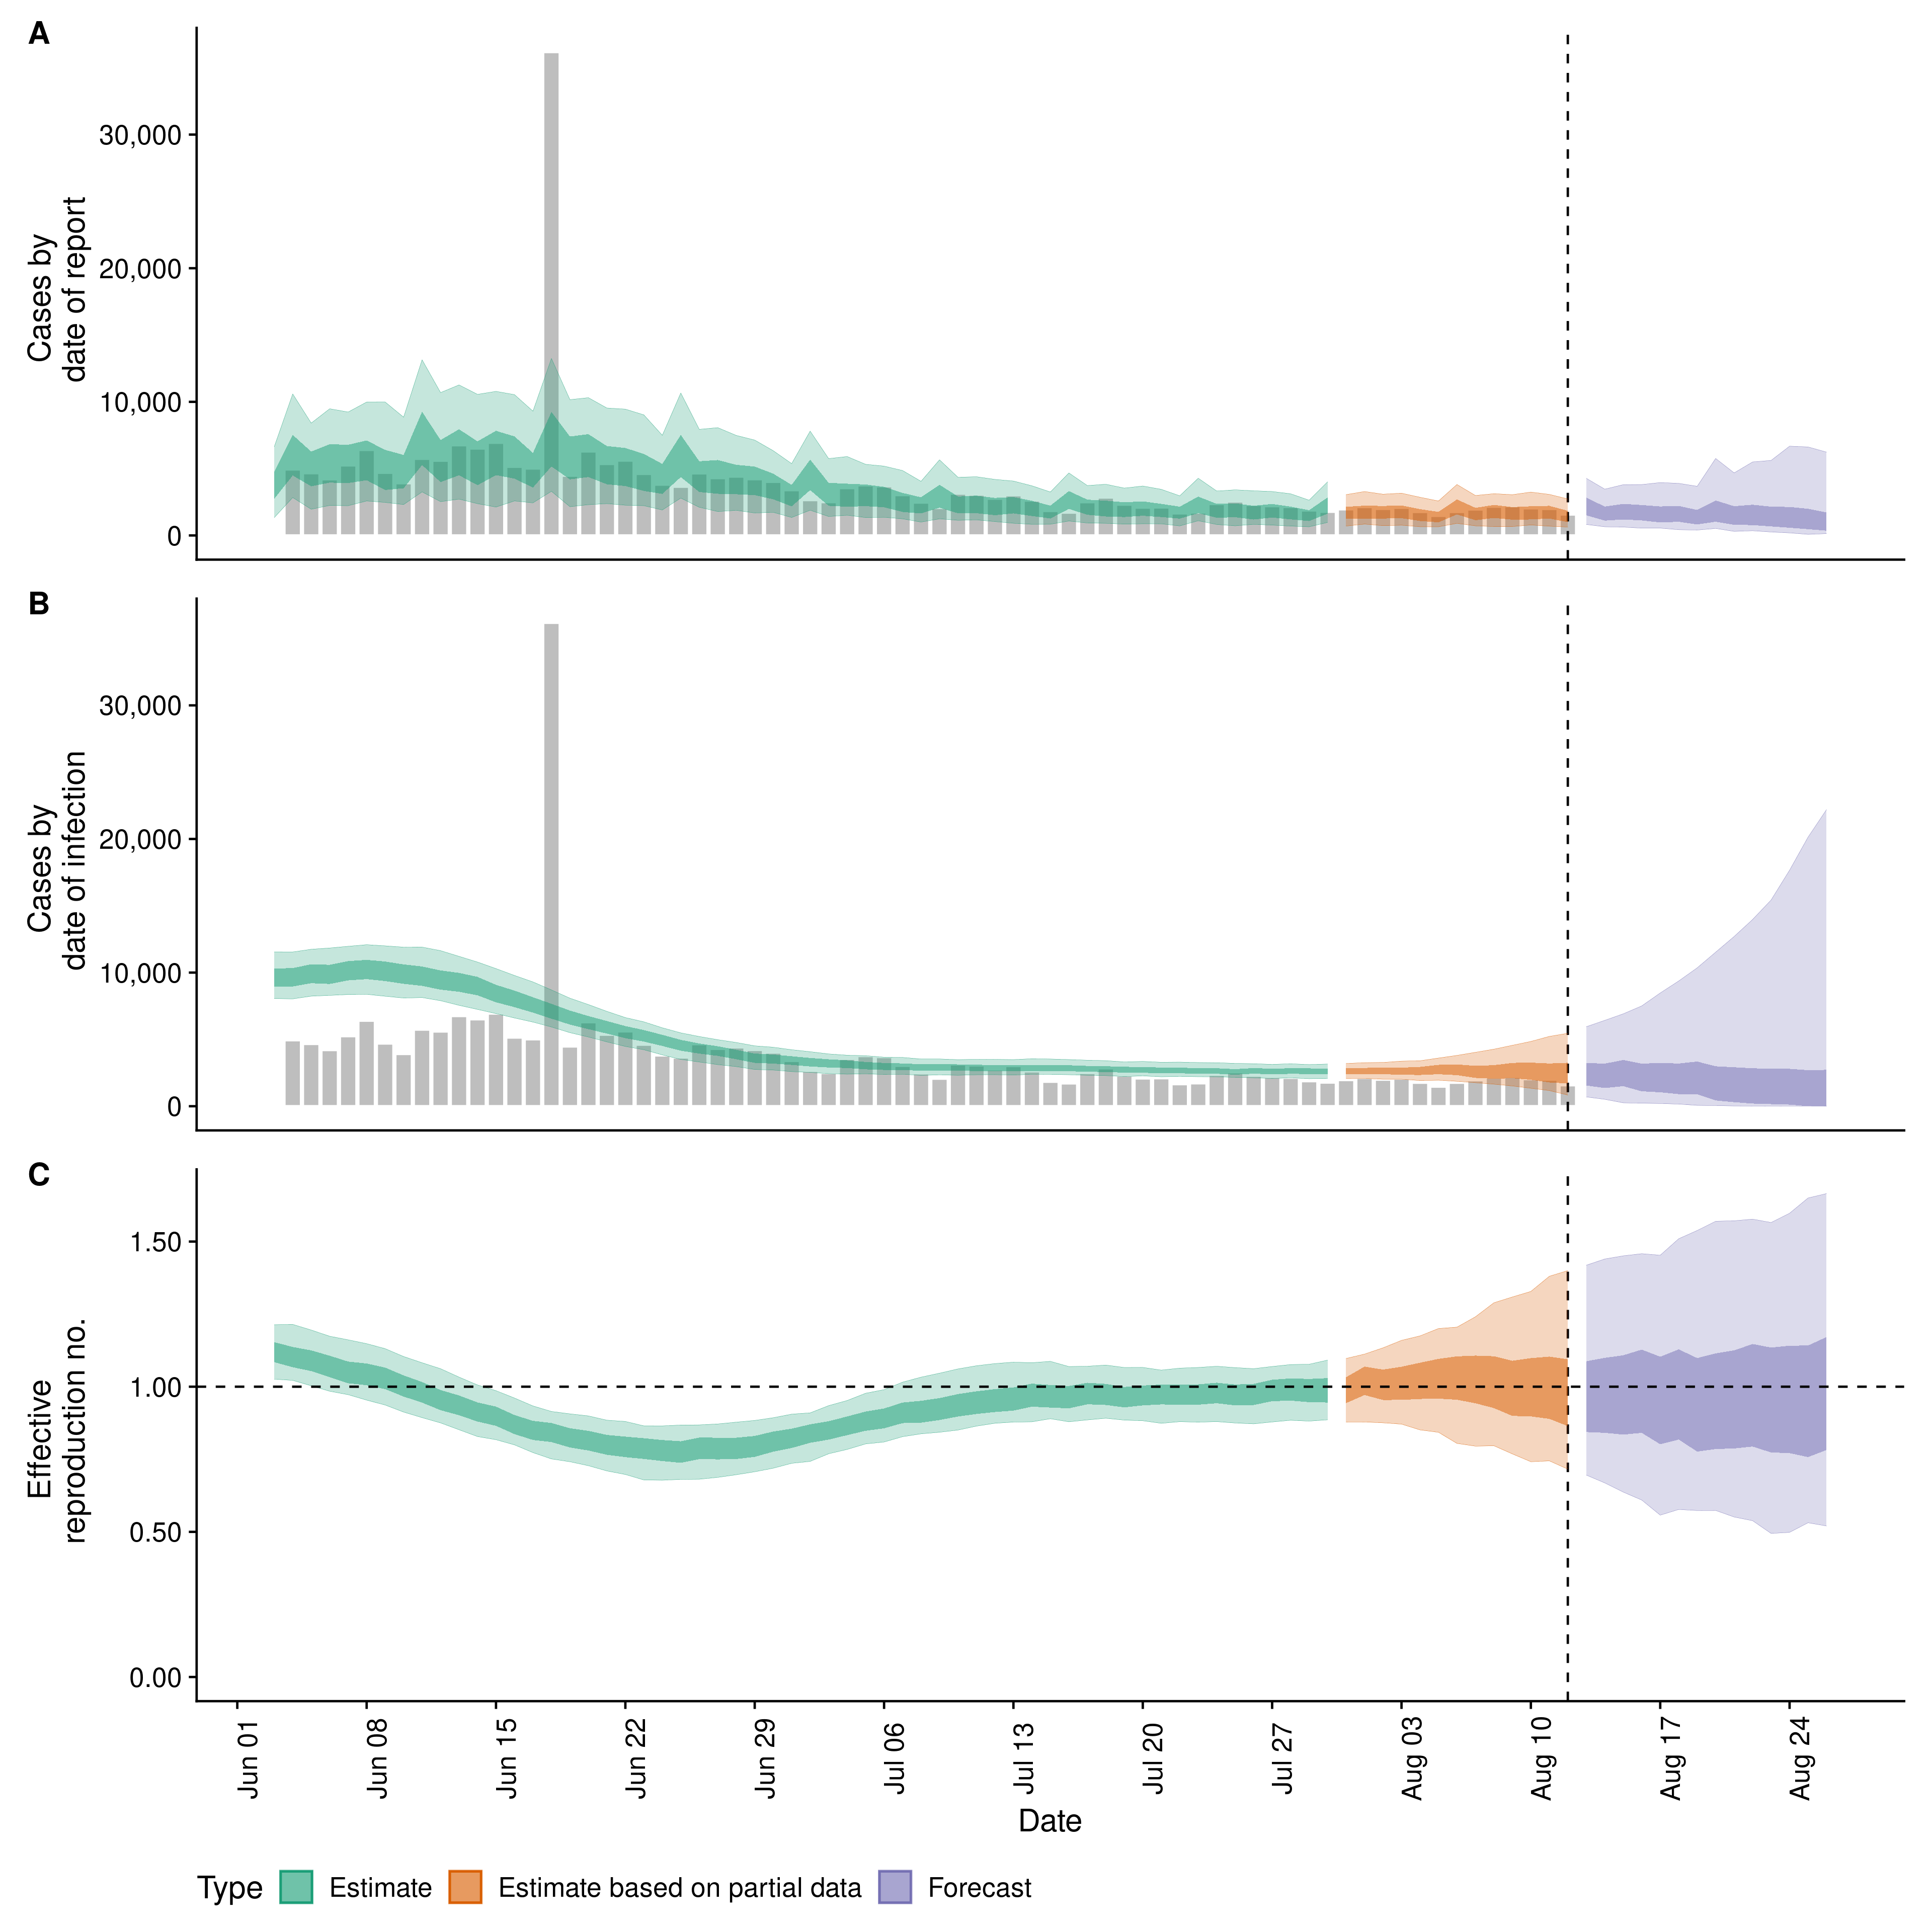 A
30,000
20,000
10,000
0
Cases by
date of report
B
30,000
20,000
10,000
0
Cases by
date of infection
C
1.50
1.00
0.50
0.00
Effective
reproduction no.
Jun 01
Jun 08
Jun 15
Jun 22
Jun 29
Jul 06
Jul 13
Jul 20
Jul 27
Aug 03
Aug 10
Aug 17
Aug 24
Date
Type Estimate Estimate based on partial data Forecast